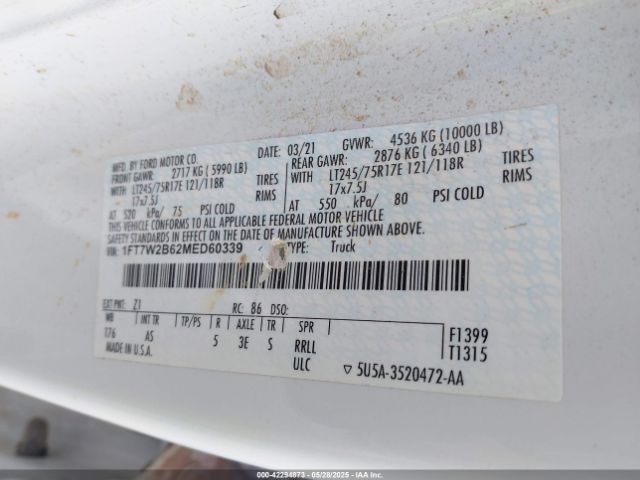 MFD. BY FORD MOTOR CO.
DATE: 03/21 GVWR: 4536 KG (10000 LB)
FRONT GAWR: 2717 KG ( 5990 LB) REAR GAWR: 2876 KG ( 6340 LB)
WITH LT245/75R17E 121/118R TIRES WITH LT245/75R17E 121/118R TIRES
17x7.5J RIMS 17x7.5J RIMS
AT 520 kPa/ 75 PSI COLD AT 550 kPa/ 80 PSI COLD
THIS VEHICLE CONFORMS TO ALL APPLICABLE FEDERAL MOTOR VEHICLE
SAFETY STANDARDS IN EFFECT ON THE DATE OF MANUFACTURE SHOWN ABOVE.
VIN: 1FT7W2B62MED60339 TYPE: Truck
EXT PNT: Z1 RC: 86 DSO:
WB INT TR TP/PS R AXLE TR SPR
176 AS 5 3E S RRLL
MADE IN U.S.A. ULC
F1399
T1315
▽ 5U5A-3520472-AA
000-42294873 - 05/28/2025 - IAA Inc.